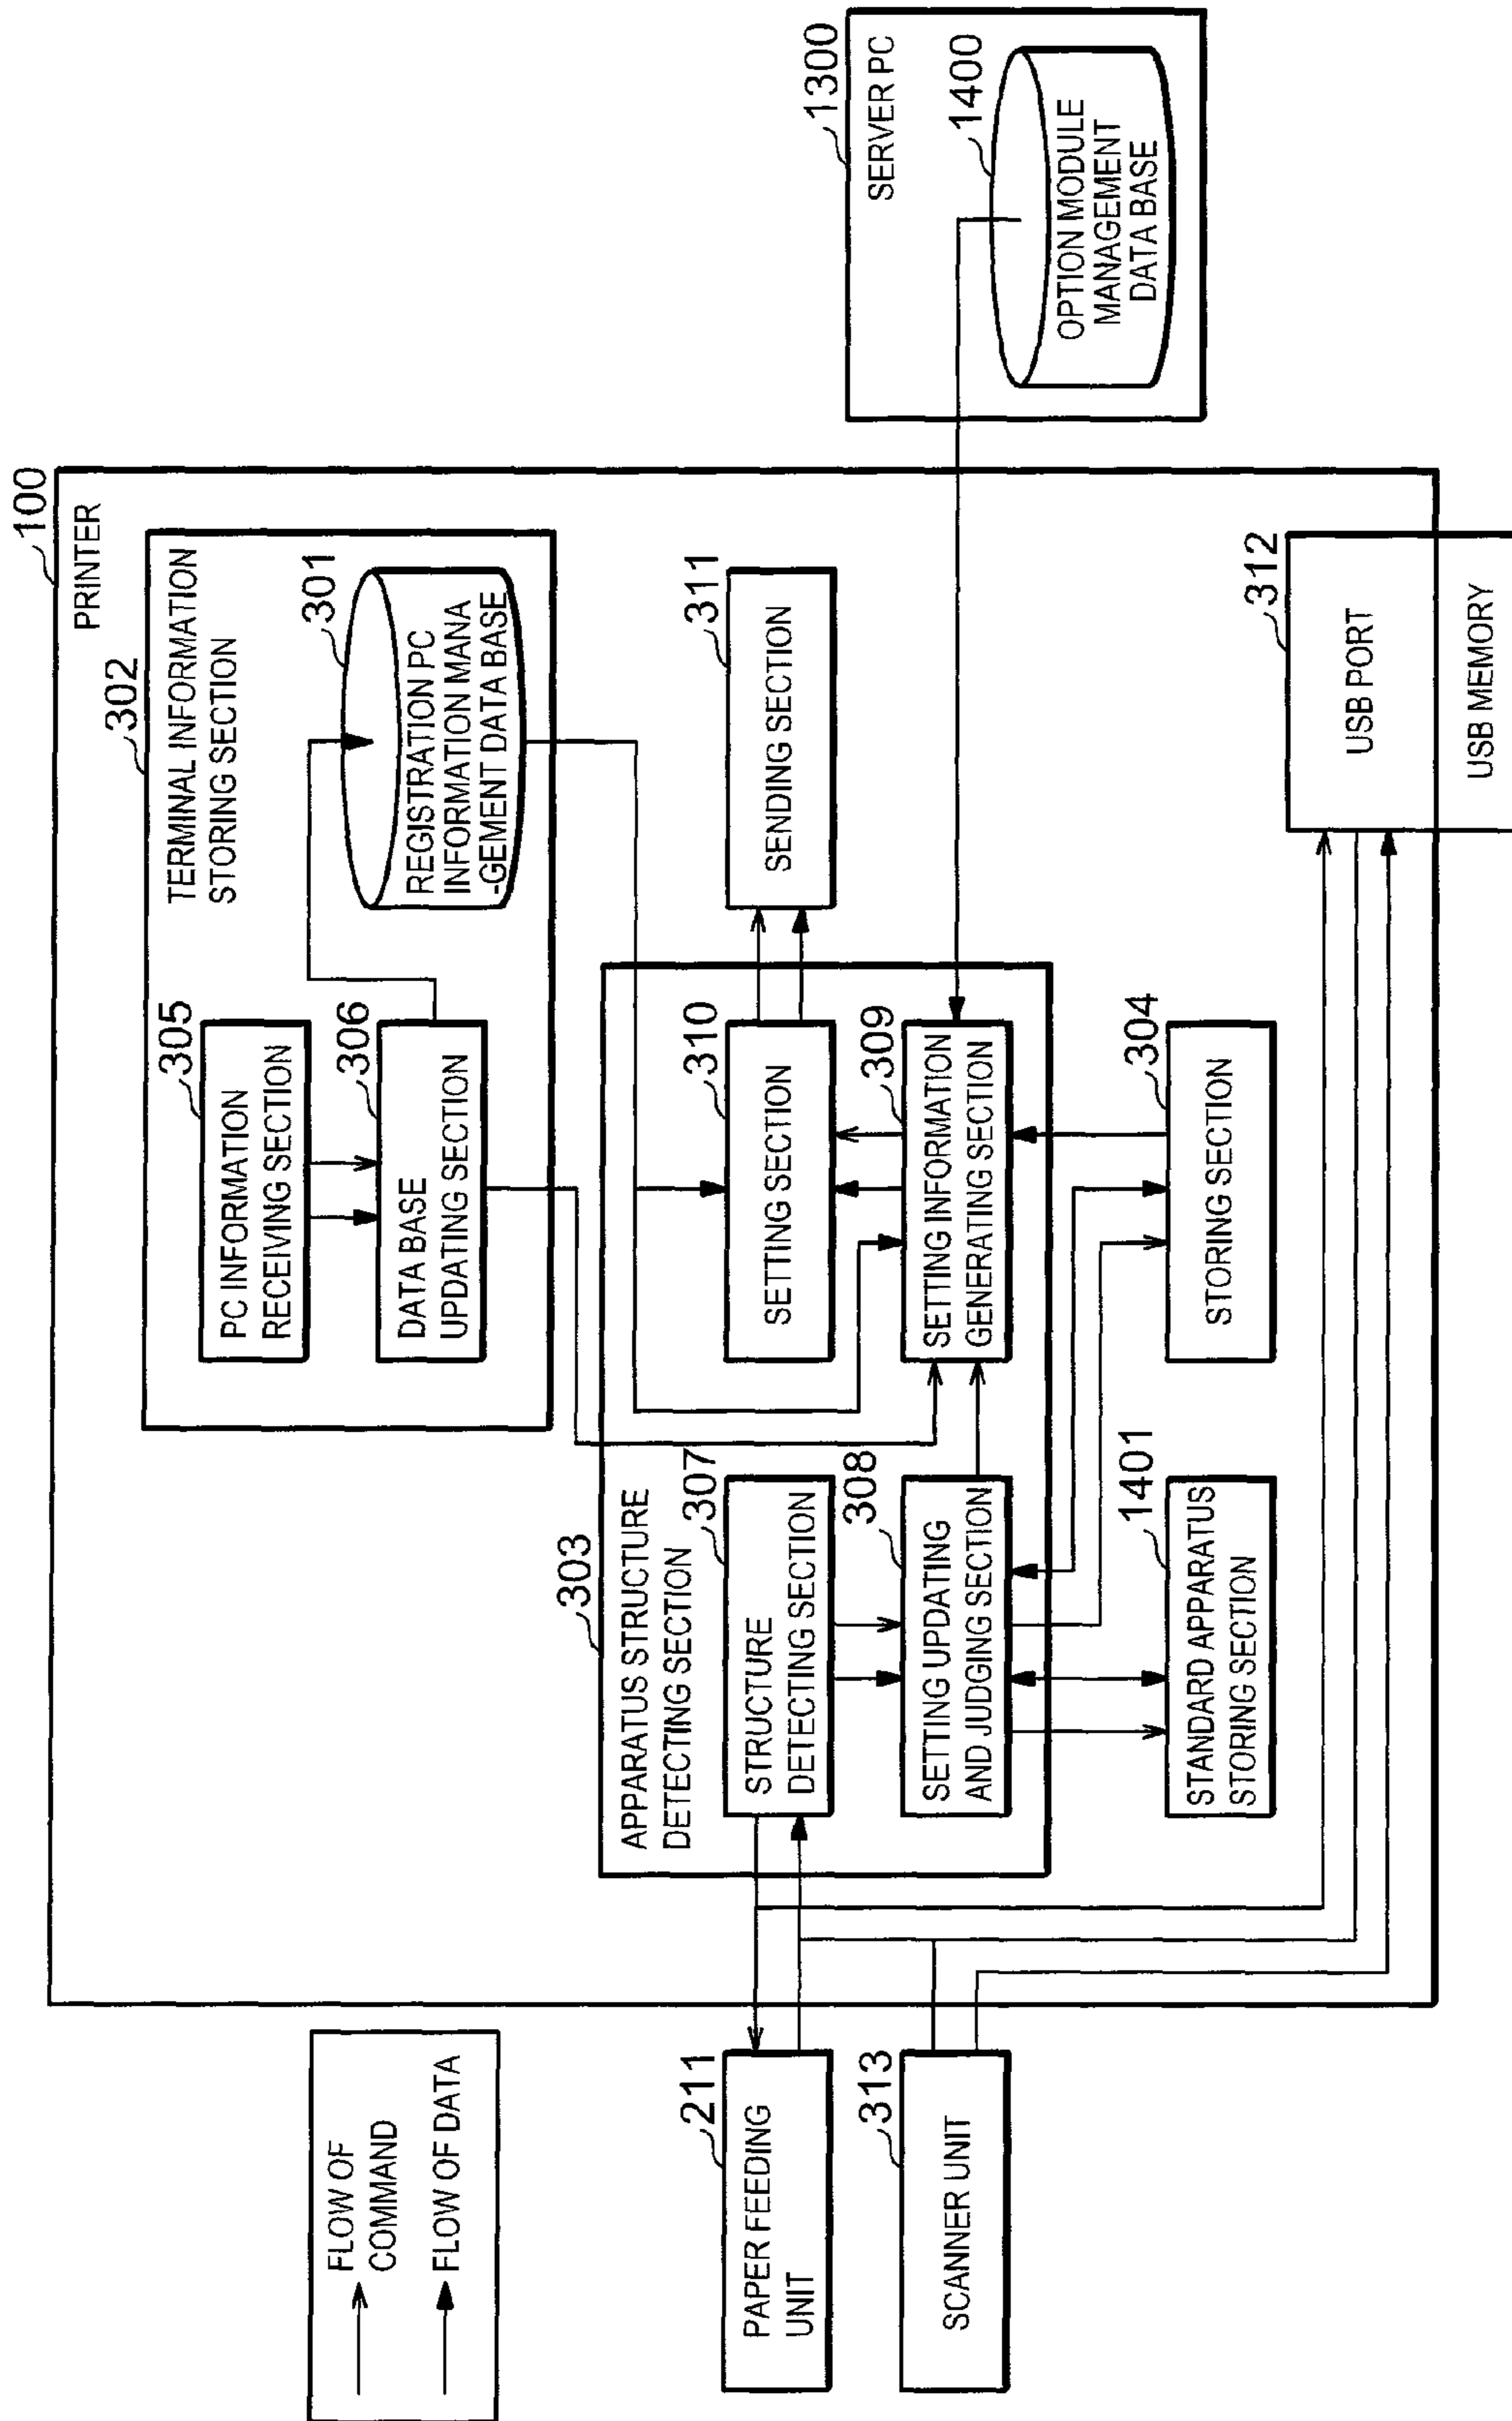 FLOW OF
COMMAND
FLOW OF DATA
100
PRINTER
302
TERMINAL INFORMATION
STORING SECTION
305
PC INFORMATION
RECEIVING SECTION
306
DATA BASE
UPDATING SECTION
301
REGISTRATION PC
INFORMATION MANA
-GEMENT DATA BASE
303
APPARATUS STRUCTURE
DETECTING SECTION
307
STRUCTURE
DETECTING SECTION
308
SETTING UPDATING
AND JUDGING SECTION
310
SETTING SECTION
309
SETTING INFORMATION
GENERATING SECTION
311
SENDING SECTION
1401
STANDARD APPARATUS
STORING SECTION
304
STORING SECTION
312
USB PORT
USB MEMORY
211
PAPER FEEDING
UNIT
313
SCANNER UNIT
1300
SERVER PC
1400
OPTION MODULE
MANAGEMENT
DATA BASE